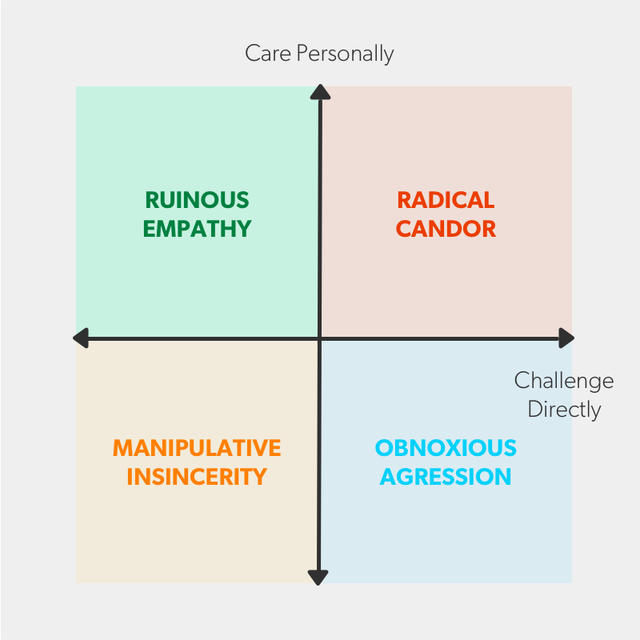 Care Personally
RUINOUS
EMPATHY
RADICAL
CANDOR
Challenge
Directly
MANIPULATIVE
INSINCERITY
OBNOXIOUS
AGRESSION